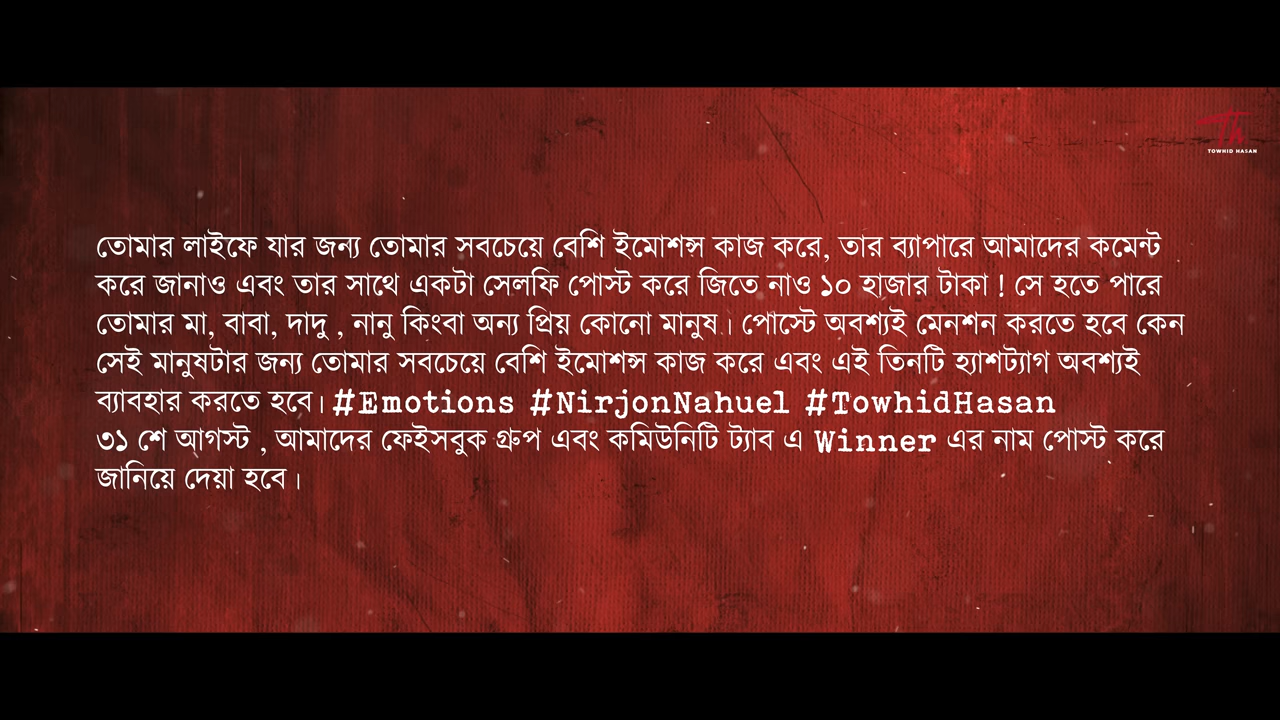 Th
TOWHID HASAN
তোমার লাইফে যার জন্য তোমার সবচেয়ে বেশি ইমোশন্স কাজ করে, তার ব্যাপারে আমাদের কমেন্ট
করে জানাও এবং তার সাথে একটা সেলফি পোস্ট করে জিতে নাও ১০ হাজার টাকা ! সে হতে পারে
তোমার মা, বাবা, দাদু , নানু কিংবা অন্য প্রিয় কোনো মানুষ। পোস্টে অবশ্যই মেনশন করতে হবে কেন
সেই মানুষটার জন্য তোমার সবচেয়ে বেশি ইমোশন্স কাজ করে এবং এই তিনটি হ্যাশট্যাগ অবশ্যই
ব্যাবহার করতে হবে। #Emotions #NirjonNahuel #TowhidHasan
৩১ শে আগস্ট , আমাদের ফেইসবুক গ্রুপ এবং কমিউনিটি ট্যাব এ Winner এর নাম পোস্ট করে
জানিয়ে দেয়া হবে।